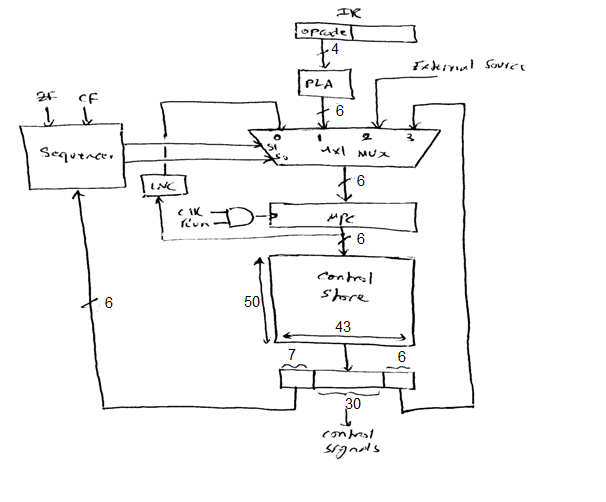 IR
opcode
4
PLA
External Source
ZF CF
6
0 1 2 3
Sequencer
S1
S0
4x1 MUX
INC
6
clk
run
MPC
6
control
store
50
6
43
7 6
30
control
signals